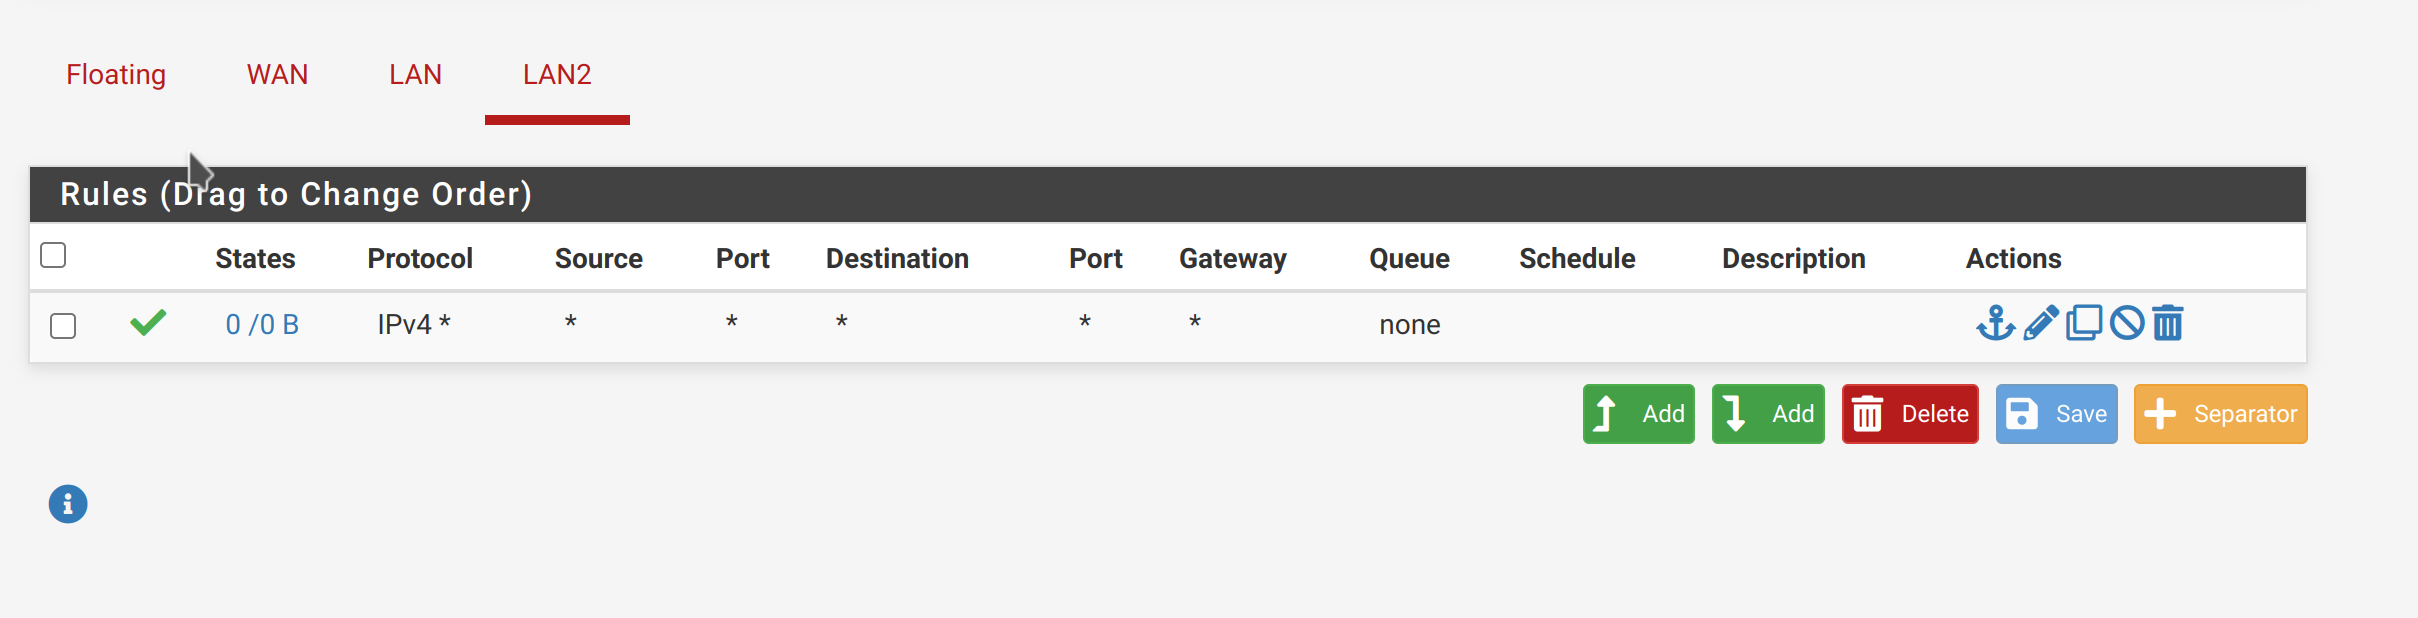 Floating WAN LAN LAN2
Rules (Drag to Change Order)
States Protocol Source Port Destination Port Gateway Queue Schedule Description Actions
0 /0 B IPv4 * * * * * * none
Add Add Delete Save Separator